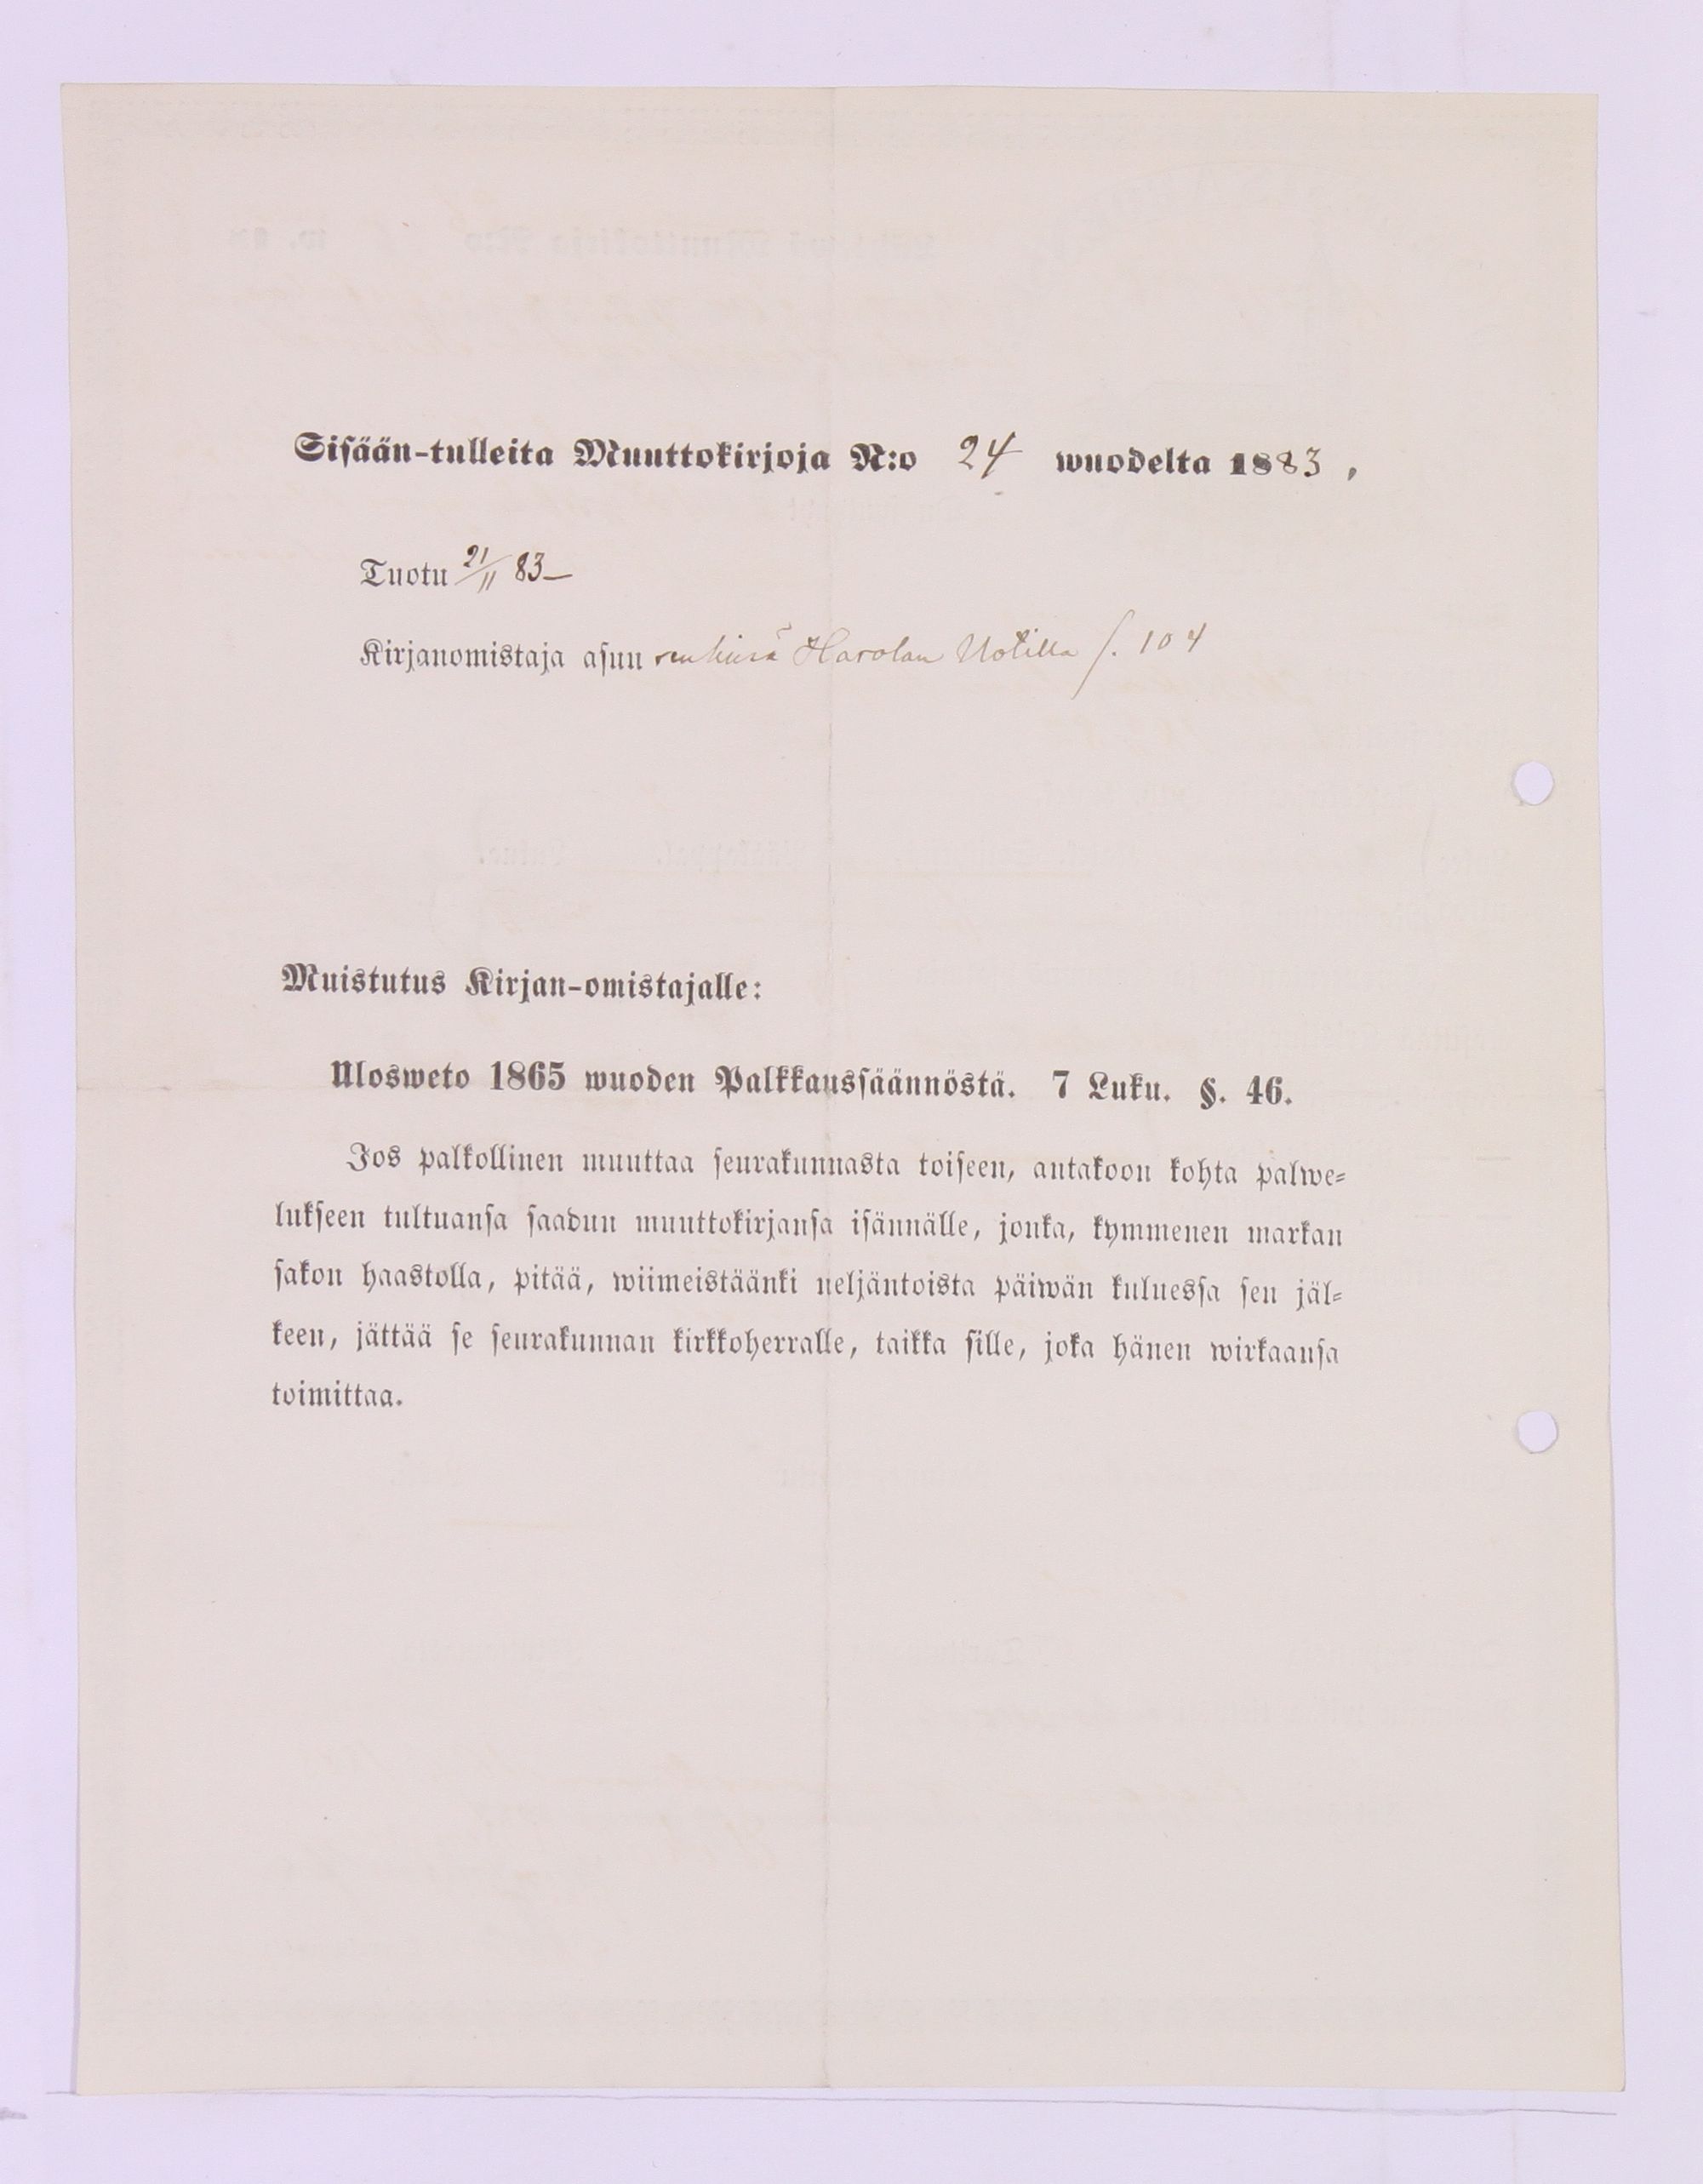 Sisään-tulleita Muuttokirjoja N:o 24 wuodelta 1883,
Tuotu 21/11 83
Kirjanomistaja asuu Harolan Uotilla s. 104
Muistutus Kirjan-omistajalle:
Ulosweto 1865 wuoden Palkkaussäännöstä. 7 Luku. §. 46.
Jos palkollinen muuttaa seurakunnasta toiseen, antakoon kohta palwe-
lukseen tultuansa saadun muuttokirjansa isännälle, jonka, kymmenen markan
sakon haastolla, pitää, wiimeistäänki neljäntoista päiwän kuluessa sen jäl-
keen, jättää se seurakunnan kirkkoherralle, taikka sille, joka hänen wirkaansa
toimittaa.